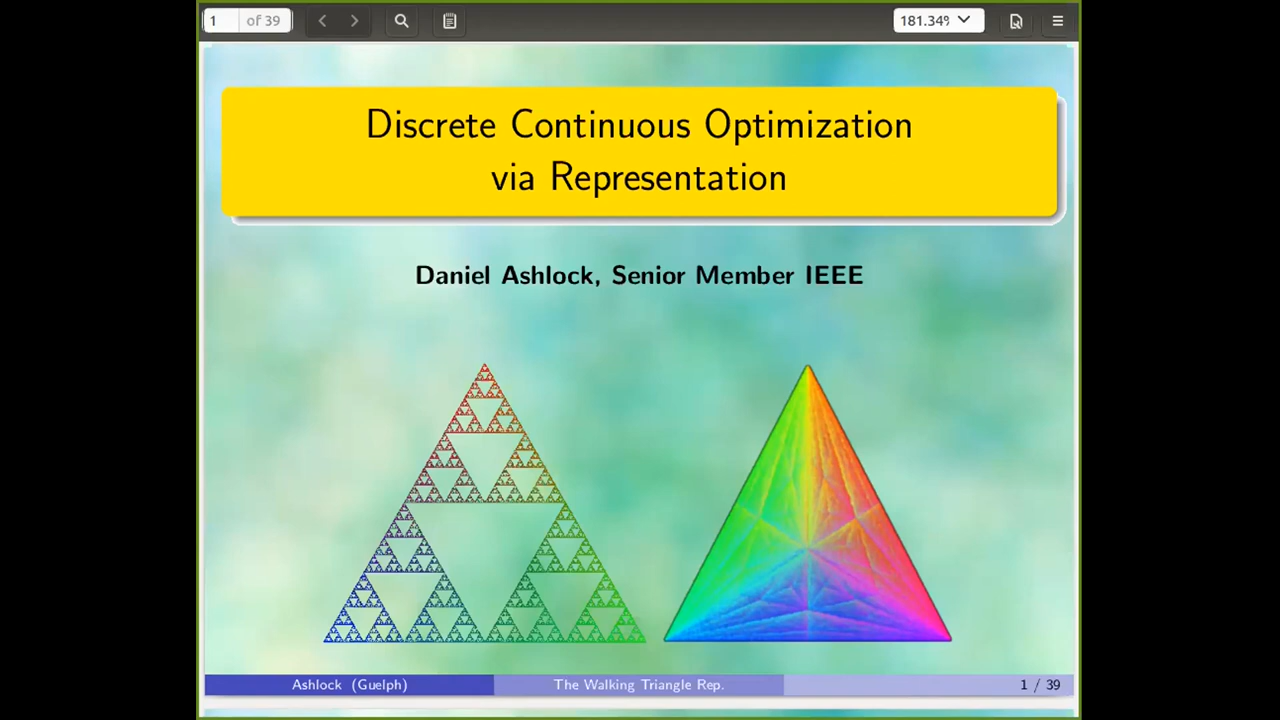 1 of 39
181.34%
Discrete Continuous Optimization
via Representation
Daniel Ashlock, Senior Member IEEE
Ashlock (Guelph) The Walking Triangle Rep. 1 / 39